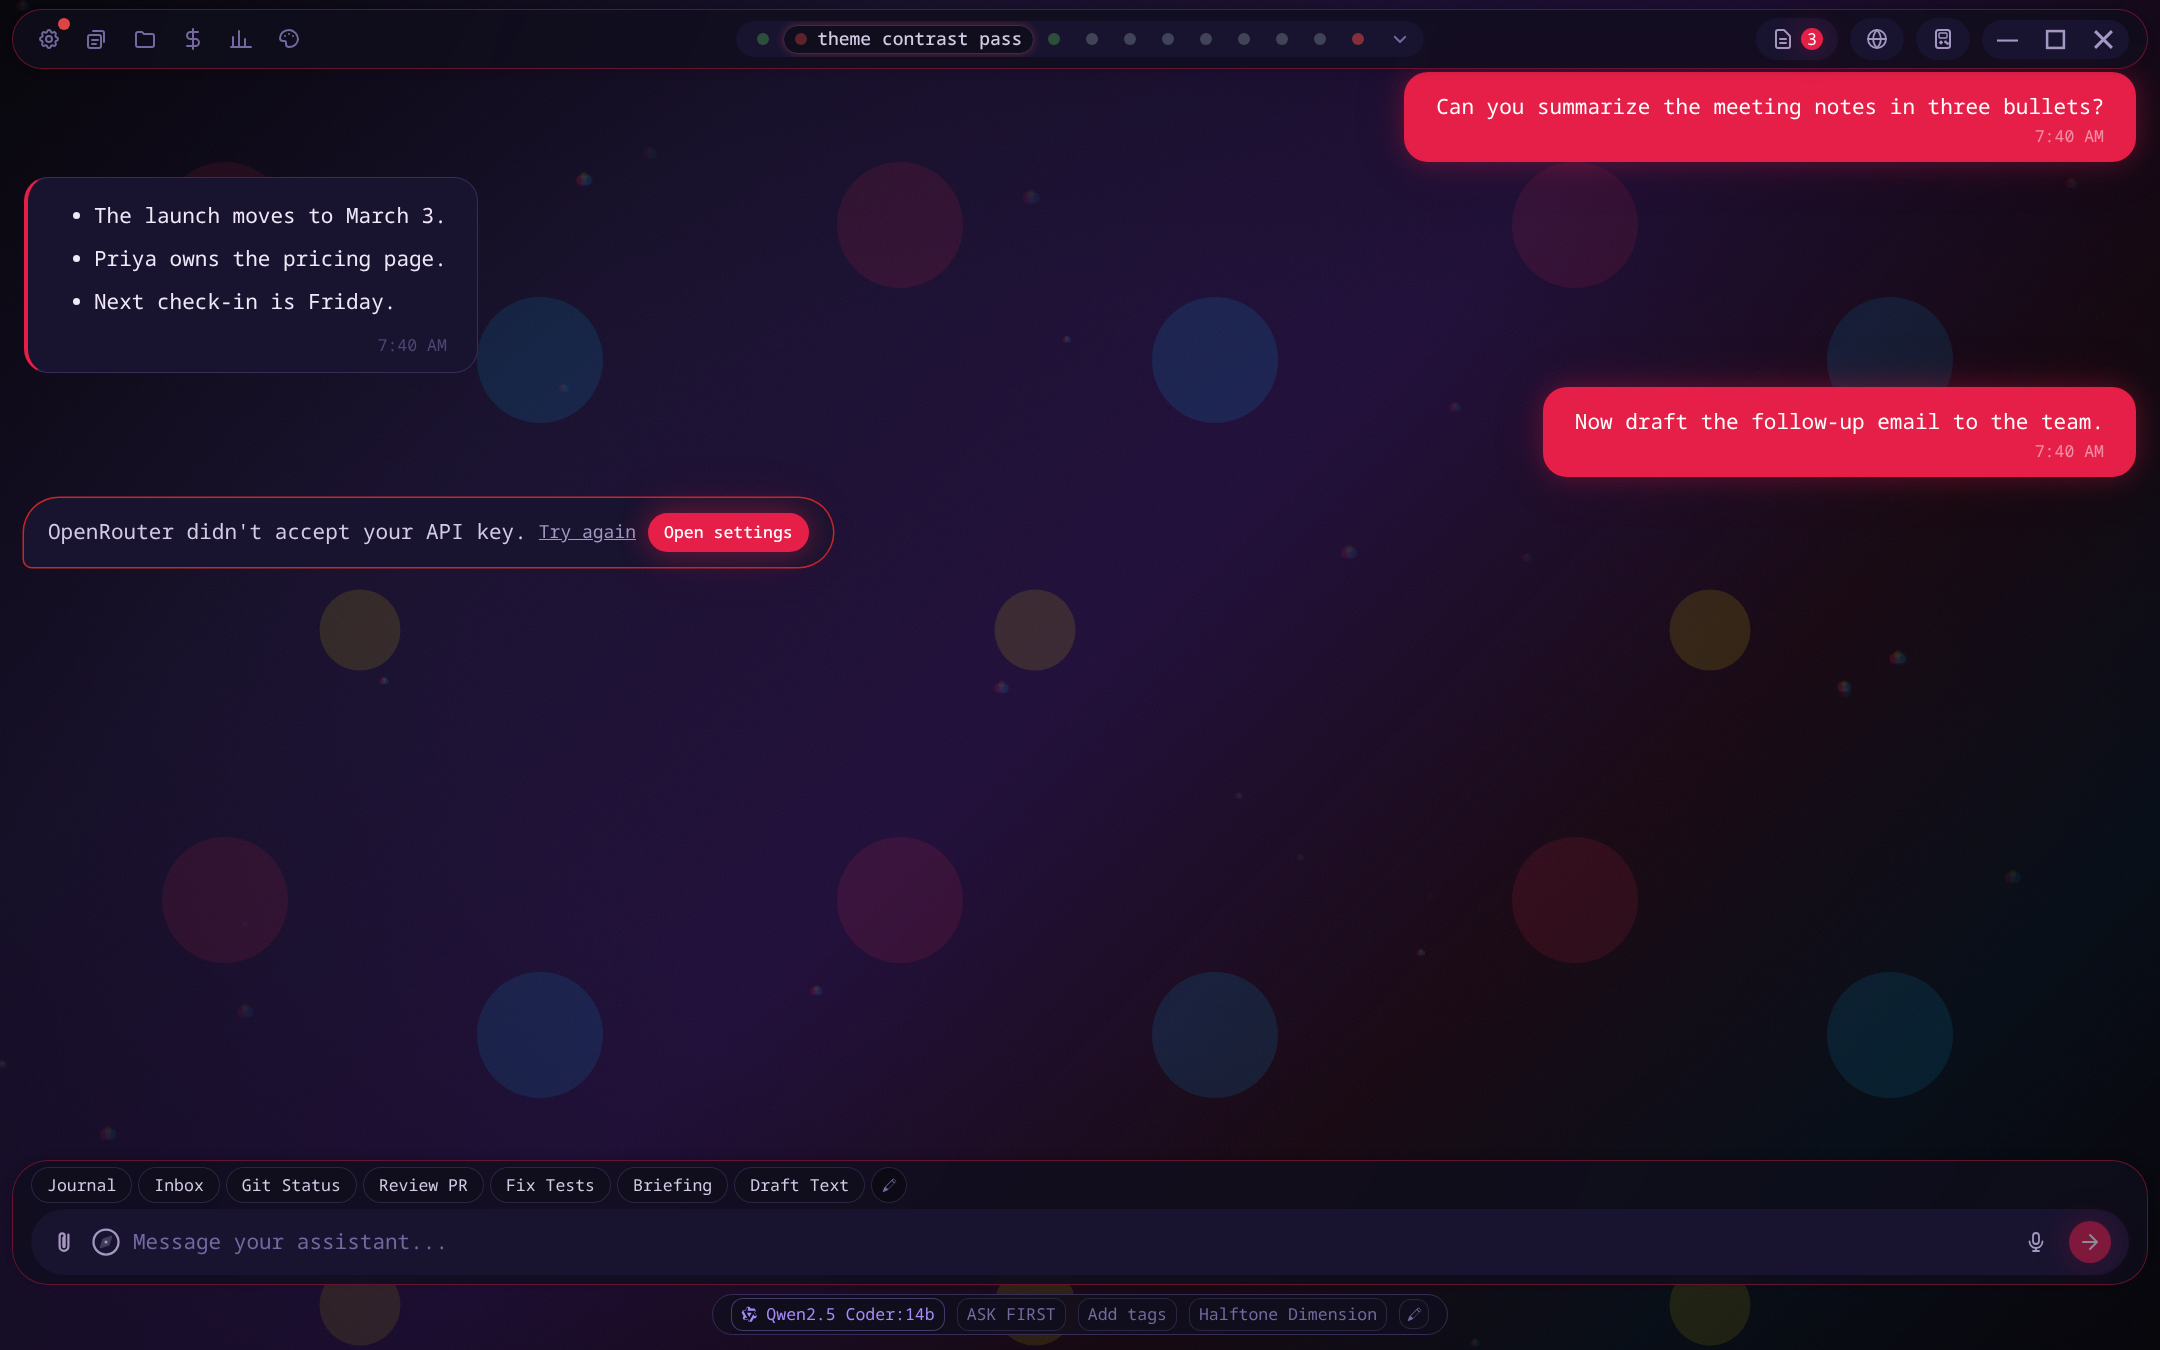 theme contrast pass
3
Can you summarize the meeting notes in three bullets?
7:40 AM
• The launch moves to March 3.
• Priya owns the pricing page.
• Next check-in is Friday.
7:40 AM
Now draft the follow-up email to the team.
7:40 AM
OpenRouter didn't accept your API key. Try again Open settings
Journal Inbox Git Status Review PR Fix Tests Briefing Draft Text
Message your assistant...
Qwen2.5 Coder:14b ASK FIRST Add tags Halftone Dimension